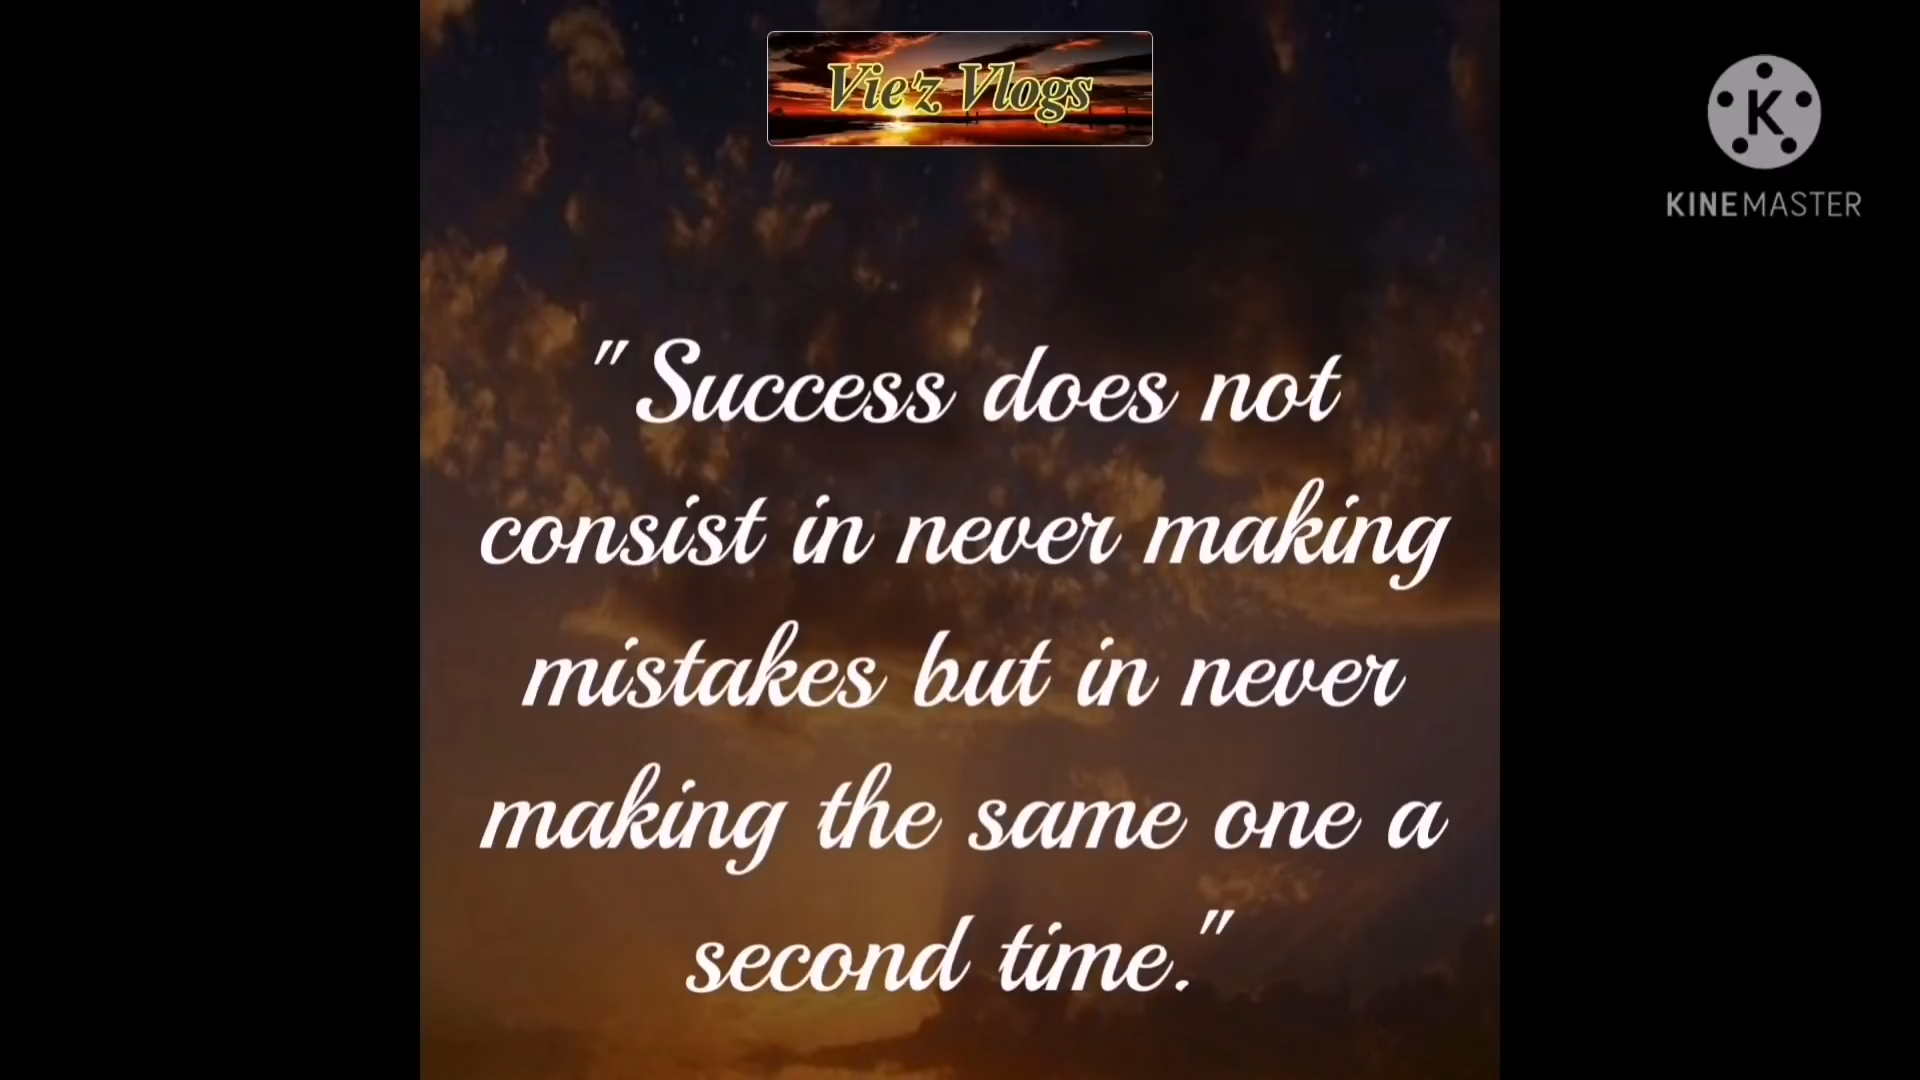 Vie'z Vlogs
K
KINEMASTER
"Success does not
consist in never making
mistakes but in never
making the same one a
second time."